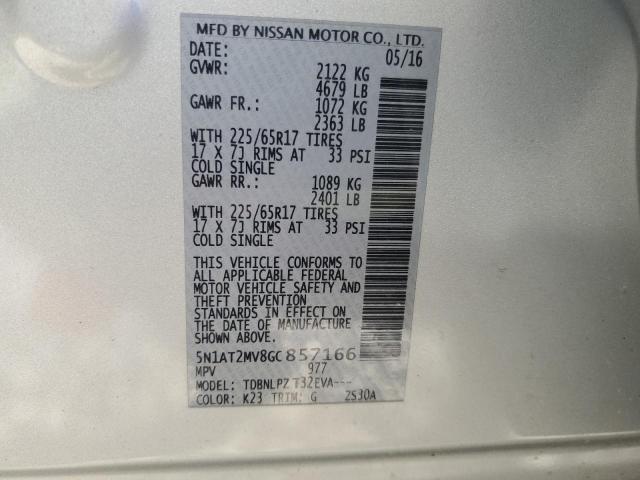 MFD BY NISSAN MOTOR CO., LTD.
DATE: 05/16
GVWR: 2122 KG
4679 LB
GAWR FR.: 1072 KG
2363 LB
WITH 225/65R17 TIRES
17 X 7J RIMS AT 33 PSI
COLD SINGLE
GAWR RR.: 1089 KG
2401 LB
WITH 225/65R17 TIRES
17 X 7J RIMS AT 33 PSI
COLD SINGLE
THIS VEHICLE CONFORMS TO
ALL APPLICABLE FEDERAL
MOTOR VEHICLE SAFETY AND
THEFT PREVENTION
STANDARDS IN EFFECT ON
THE DATE OF MANUFACTURE
SHOWN ABOVE.
5N1AT2MV8GC857166
MPV 977
MODEL: TDBNLPZ T32EVA---
COLOR: K23 TRIM: G 2S30A